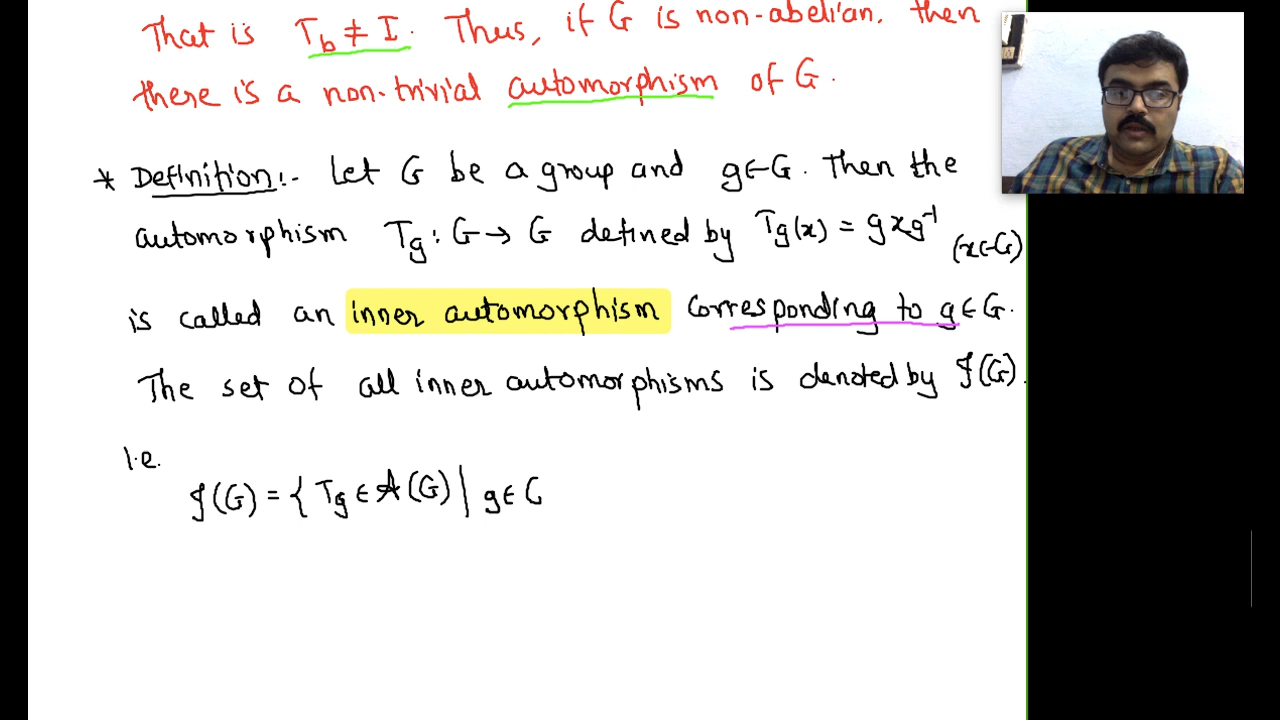 That is T_b ≠ I. Thus, if G is non-abelian. then
there is a non-trivial automorphism of G.
* Definition:- Let G be a group and g∈G. Then the
automorphism T_g : G → G defined by T_g(x) = gxg⁻¹ (x∈G)
is called an inner automorphism corresponding to g∈G.
The set of all inner automorphisms is denoted by 𝓘(G).
I.e.
𝓘(G) = { T_g ∈ 𝒜(G) | g∈G